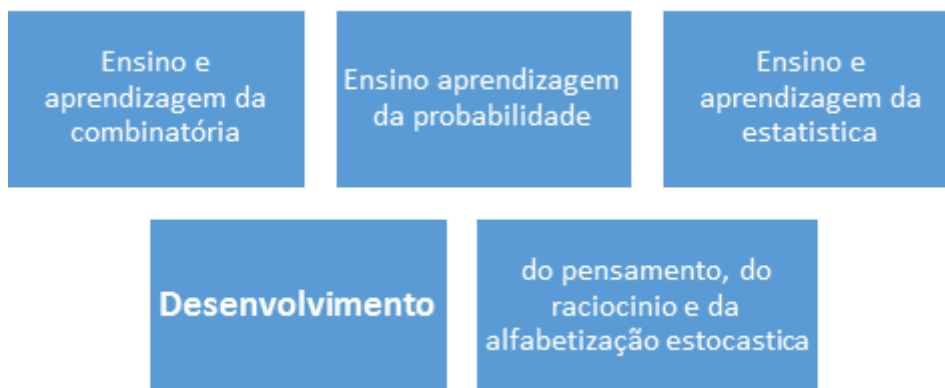 Ensino e
aprendizagem da
combinatória
Ensino aprendizagem
da probabilidade
Ensino e
aprendizagem da
estatistica
Desenvolvimento
do pensamento, do
raciocinio e da
alfabetização estocastica